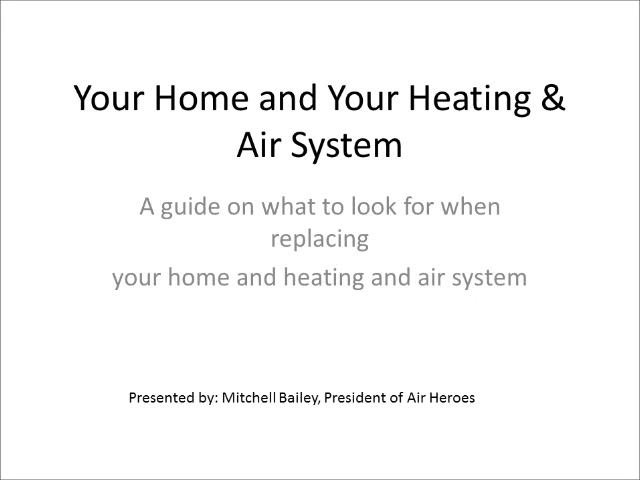 Your Home and Your Heating &
Air System
A guide on what to look for when
replacing
your home and heating and air system
Presented by: Mitchell Bailey, President of Air Heroes